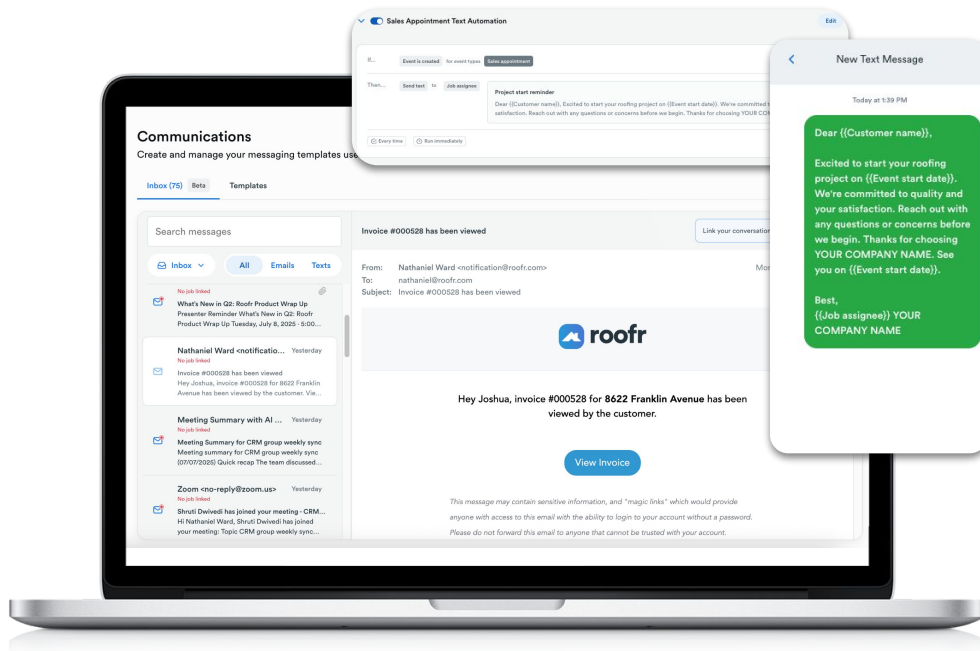 Sales Appointment Text Automation
Edit
If...
Event is created for event types Sales appointment
Then...
Send text to Job assignee
Project start reminder
Dear {{Customer name}}, Excited to start your roofing project on {{Event start date}}. We're committed t
satisfaction. Reach out with any questions or concerns before we begin. Thanks for choosing YOUR COM
Every time
Run immediately
New Text Message
Today at 1:39 PM
Dear {{Customer name}},
Excited to start your roofing
project on {{Event start date}}.
We're committed to quality and
your satisfaction. Reach out with
any questions or concerns before
we begin. Thanks for choosing
YOUR COMPANY NAME. See
you on {{Event start date}}.
Best,
{{Job assignee}} YOUR
COMPANY NAME
Communications
Create and manage your messaging templates use
Inbox (75) Beta Templates
Search messages
Inbox All Emails Texts
No job linked
What's New in Q2: Roofr Product Wrap Up
Presenter Reminder What's New in Q2: Roofr
Product Wrap Up Tuesday, July 8, 2025 · 5:00...
Nathaniel Ward <notificatio... Yesterday
No job linked
Invoice #000528 has been viewed
Hey Joshua, invoice #000528 for 8622 Franklin
Avenue has been viewed by the customer. Vie...
Meeting Summary with AI ... Yesterday
No job linked
Meeting Summary for CRM group weekly sync
Meeting summary for CRM group weekly sync
(07/07/2025) Quick recap The team discussed...
Zoom <no-reply@zoom.us> Yesterday
No job linked
Shruti Dwivedi has joined your meeting - CRM...
Hi Nathaniel Ward, Shruti Dwivedi has joined
your meeting: Topic CRM group weekly sync...
Invoice #000528 has been viewed
Link your conversation
From: Nathaniel Ward <notification@roofr.com>
Mon
To: nathaniel@roofr.com
Subject: Invoice #000528 has been viewed
roofr
Hey Joshua, invoice #000528 for 8622 Franklin Avenue has been
viewed by the customer.
View Invoice
This message may contain sensitive information, and "magic links" which would provide
anyone with access to this email with the ability to login to your account without a password.
Please do not forward this email to anyone that cannot be trusted with your account.